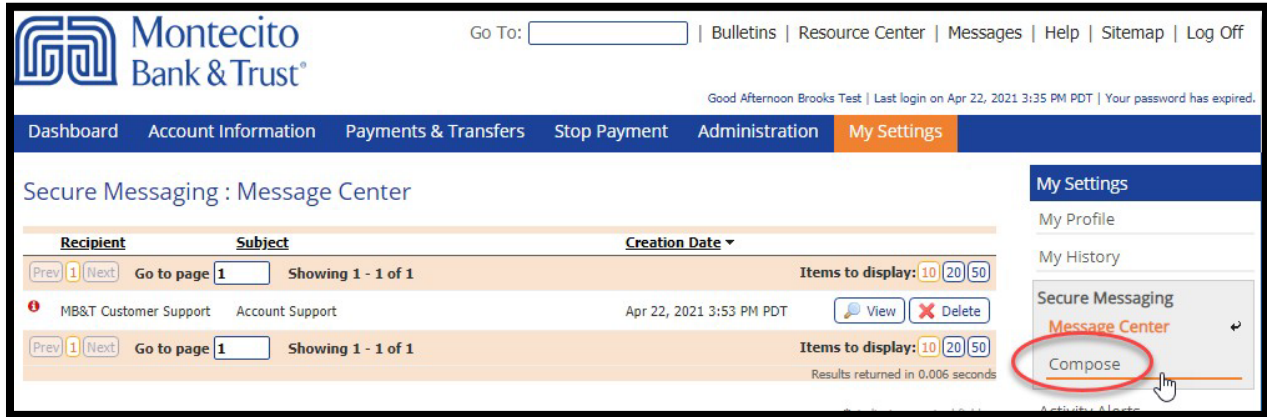 Montecito
Bank & Trust®
Go To: | Bulletins | Resource Center | Messages | Help | Sitemap | Log Off
Good Afternoon Brooks Test | Last login on Apr 22, 2021 3:35 PM PDT | Your password has expired.
Dashboard Account Information Payments & Transfers Stop Payment Administration My Settings
Secure Messaging : Message Center
Recipient Subject Creation Date
Prev 1 Next Go to page 1 Showing 1 - 1 of 1 Items to display: 10 20 50
MB&T Customer Support Account Support Apr 22, 2021 3:53 PM PDT View Delete
Prev 1 Next Go to page 1 Showing 1 - 1 of 1 Items to display: 10 20 50
Results returned in 0.006 seconds
My Settings
My Profile
My History
Secure Messaging
Message Center
Compose
Activity Alerts